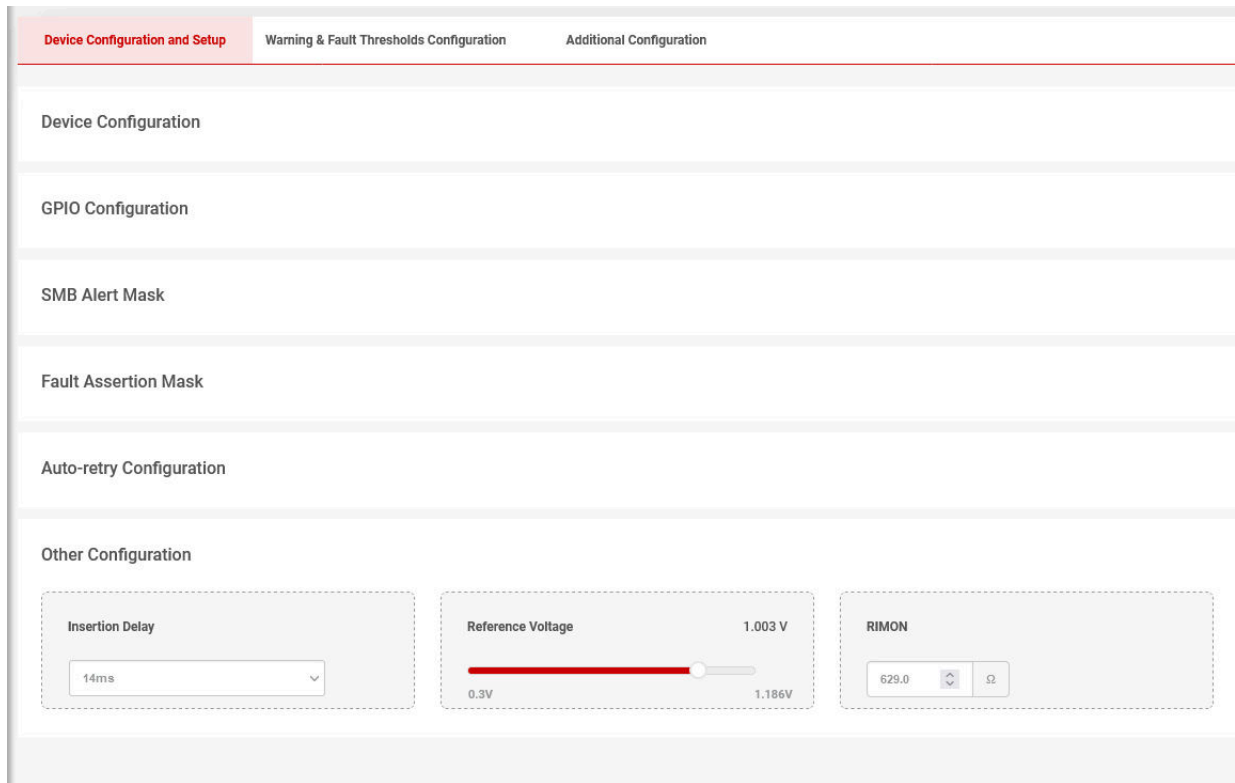 Device Configuration and Setup Warning & Fault Thresholds Configuration Additional Configuration
Device Configuration
GPIO Configuration
SMB Alert Mask
Fault Assertion Mask
Auto-retry Configuration
Other Configuration
Insertion Delay
14ms
Reference Voltage 1.003 V
0.3V 1.186V
RIMON
629.0 Ω